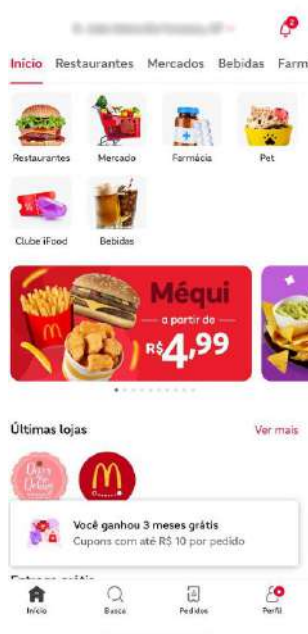 2
Início Restaurantes Mercados Bebidas Farm
Restaurantes Mercado Farmácia Pet
Clube iFood Bebidas
Méqui
a partir de
R$4,99
Últimas lojas Ver mais
Você ganhou 3 meses grátis
Cupons com até R$ 10 por pedido
Início Busca Pedidos Perfil